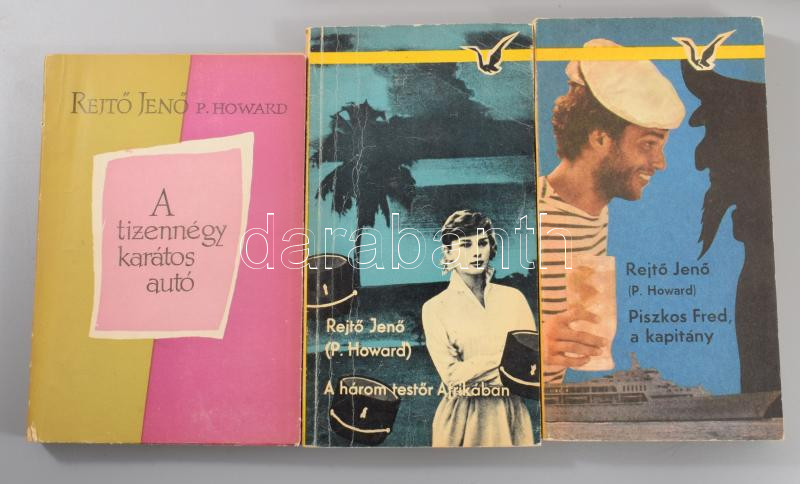 REJTŐ JENŐ P. HOWARD
A
tizennégy
karátos
autó
Rejtő Jenő
(P. Howard)
A három testőr Afrikában
Rejtő Jenő
(P. Howard)
Piszkos Fred,
a kapitány
darabanth